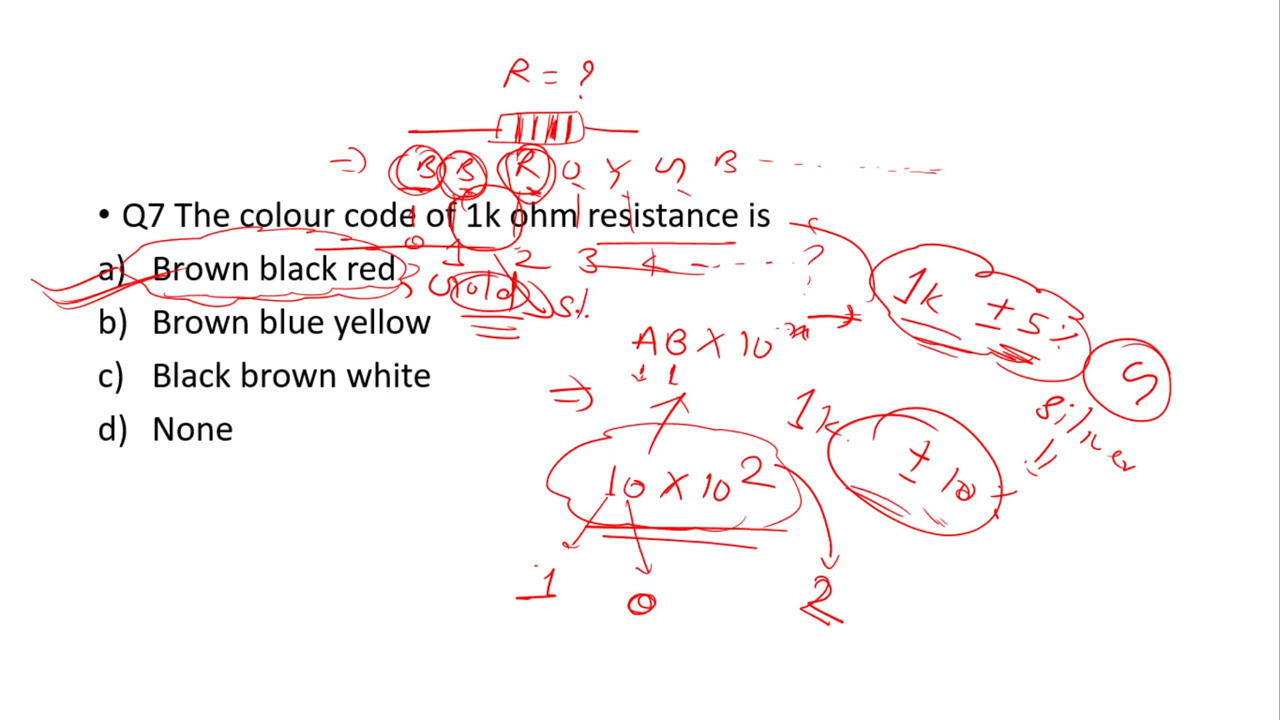 R = ?
=> B B R O Y S B
• Q7 The colour code of 1k ohm resistance is
0 1 2 3 4 ?
a) Brown black red ; Gold 5%
b) Brown blue yellow
1k ± 5% S
AB X 10
c) Black brown white
=> 1k Silver
d) None
± 10
10 X 10²
1 0 2